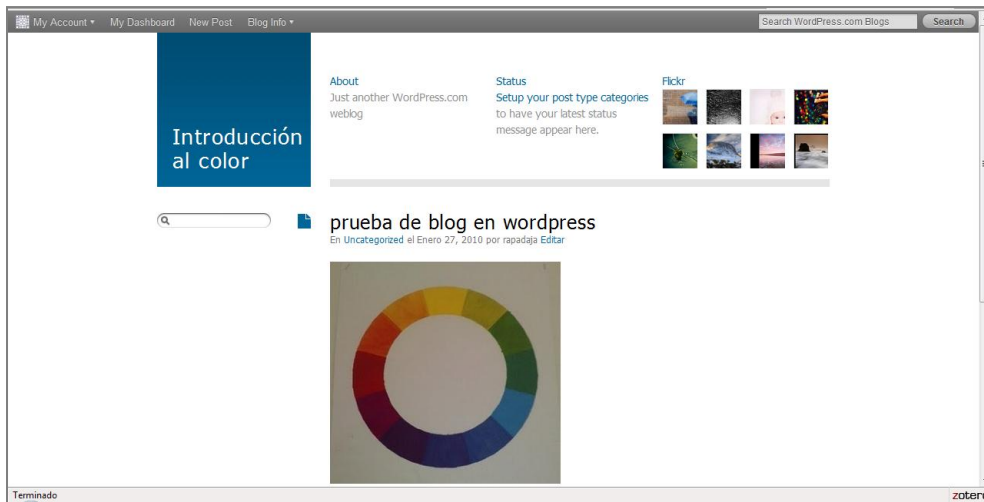 My Account
My Dashboard
New Post
Blog Info
Search WordPress.com Blogs
Search
Introducción
al color
About
Just another WordPress.com
weblog
Status
Setup your post type categories
to have your latest status
message appear here.
Flickr
prueba de blog en wordpress
En Uncategorized el Enero 27, 2010 por rapadaja Editar
Terminado
zotero